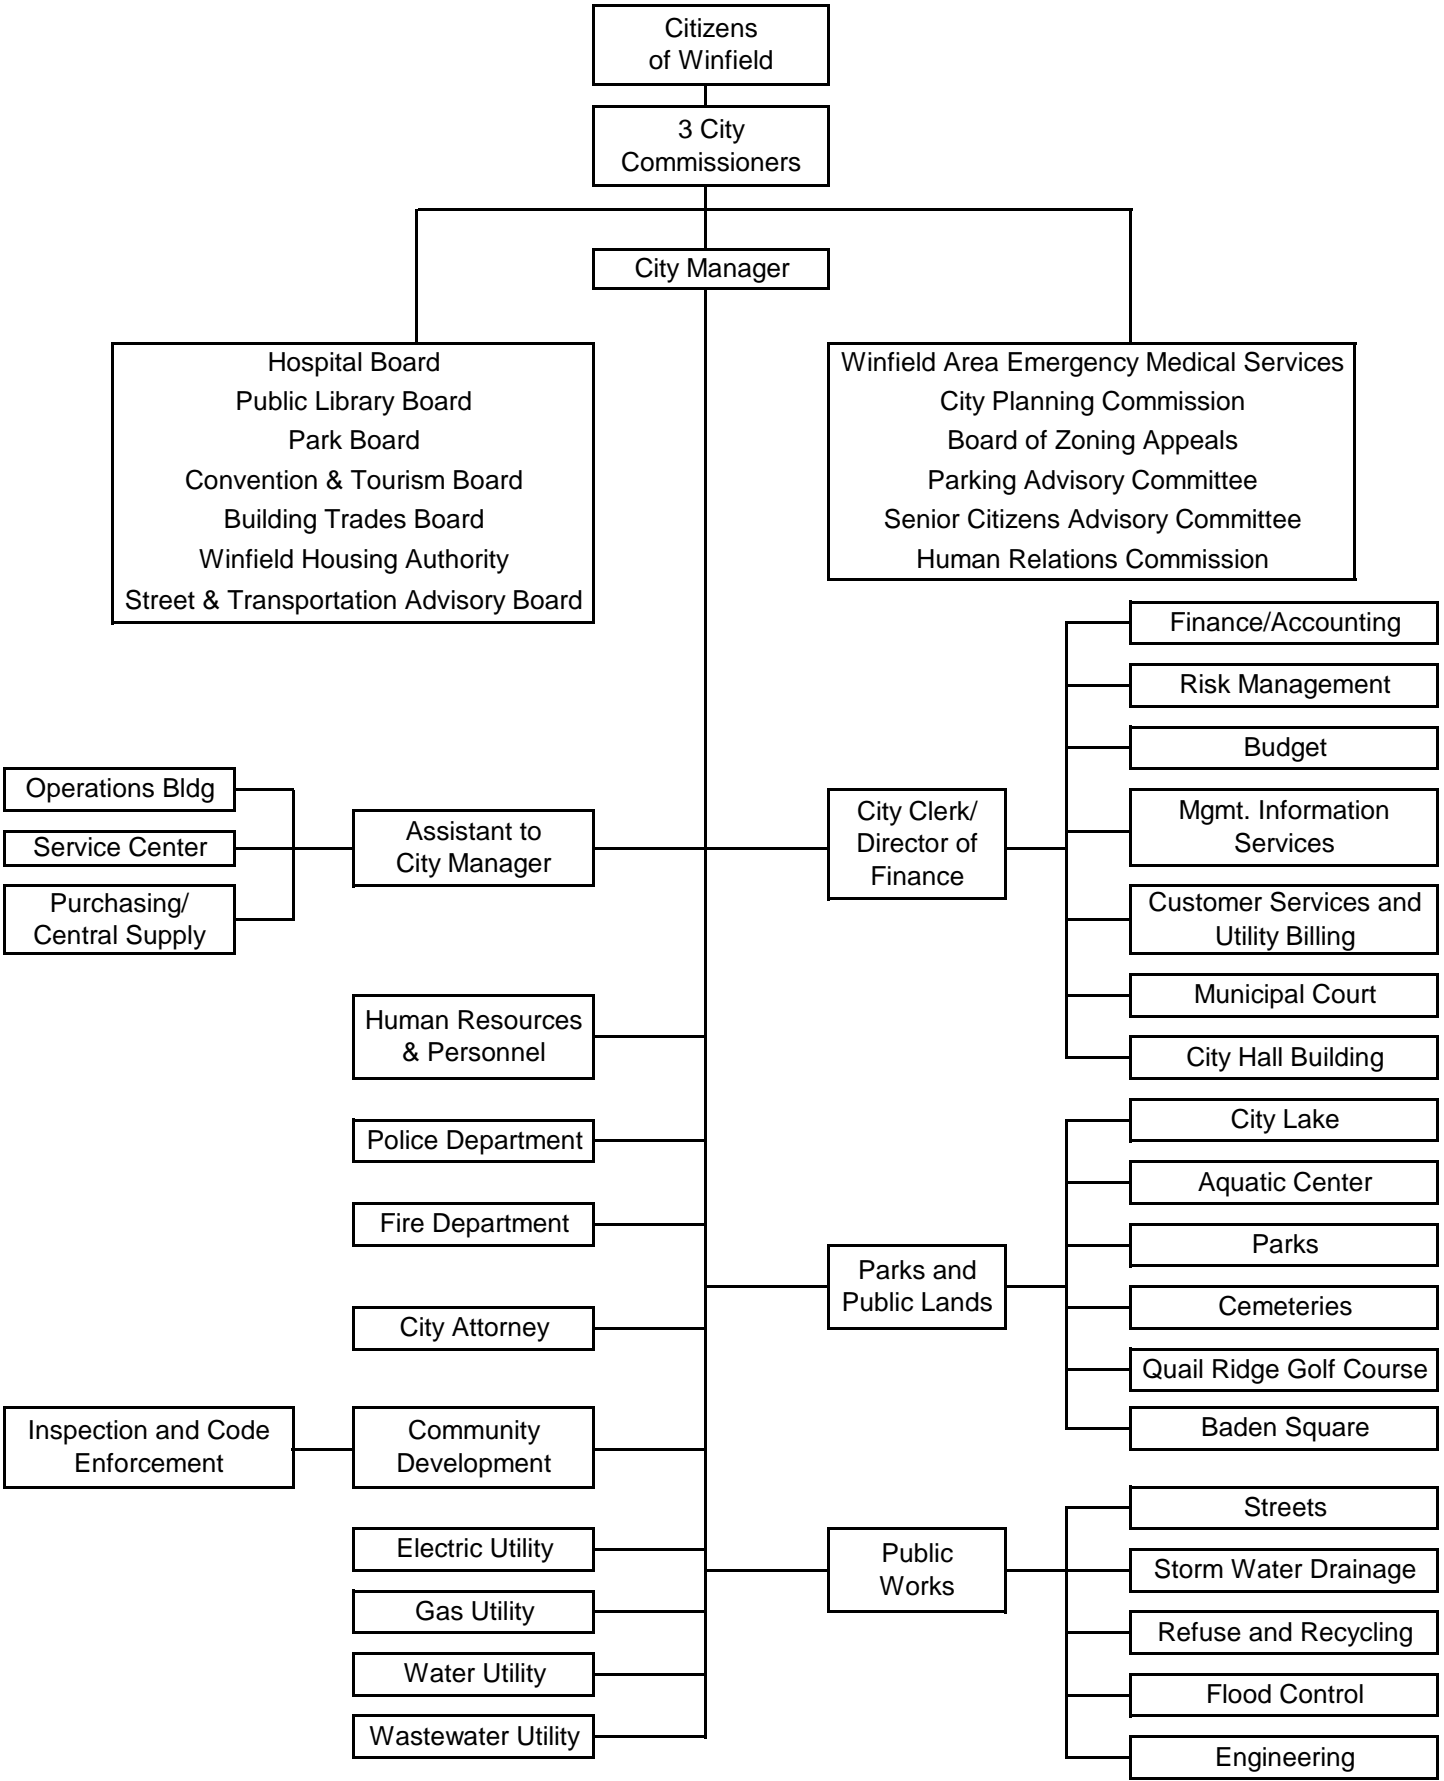 Citizens
of Winfield
3 City
Commissioners
City Manager
Hospital Board
Public Library Board
Park Board
Convention & Tourism Board
Building Trades Board
Winfield Housing Authority
Street & Transportation Advisory Board
Winfield Area Emergency Medical Services
City Planning Commission
Board of Zoning Appeals
Parking Advisory Committee
Senior Citizens Advisory Committee
Human Relations Commission
Operations Bldg
Service Center
Purchasing/
Central Supply
Assistant to
City Manager
City Clerk/
Director of
Finance
Finance/Accounting
Risk Management
Budget
Mgmt. Information
Services
Customer Services and
Utility Billing
Municipal Court
City Hall Building
Human Resources
& Personnel
Police Department
Fire Department
City Attorney
Parks and
Public Lands
City Lake
Aquatic Center
Parks
Cemeteries
Quail Ridge Golf Course
Baden Square
Inspection and Code
Enforcement
Community
Development
Electric Utility
Gas Utility
Water Utility
Wastewater Utility
Public
Works
Streets
Storm Water Drainage
Refuse and Recycling
Flood Control
Engineering